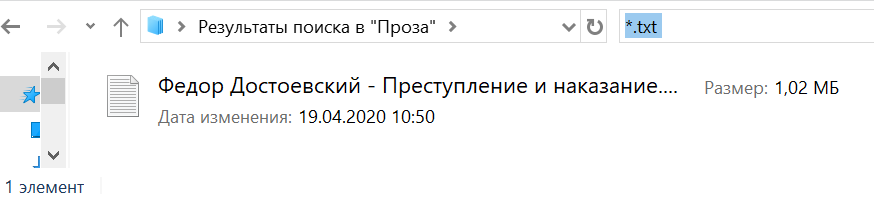 Результаты поиска в "Проза"
*.txt
Федор Достоевский - Преступление и наказание....
Размер: 1,02 МБ
Дата изменения: 19.04.2020 10:50
1 элемент